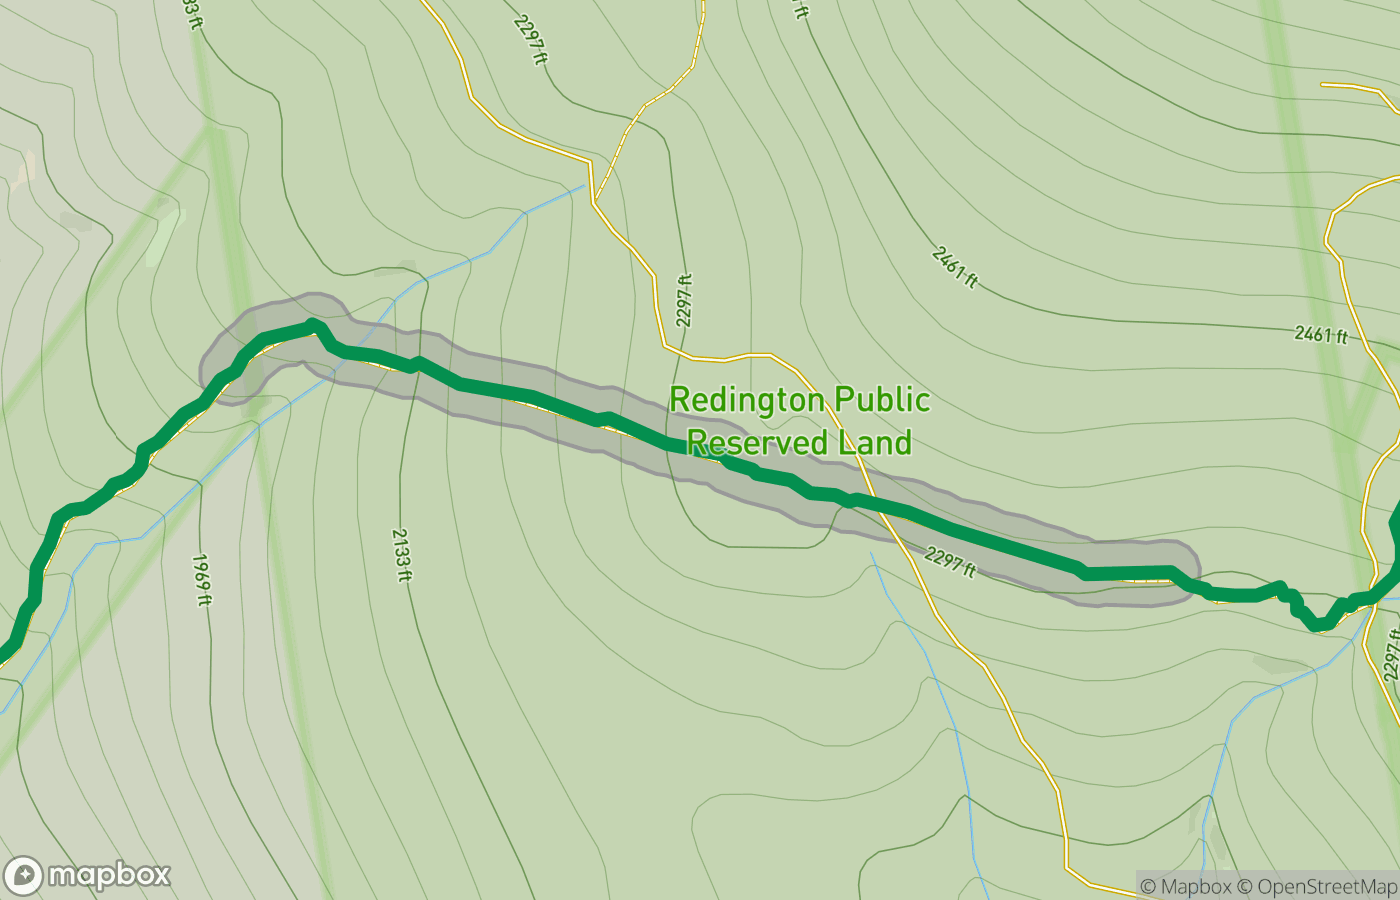 2297 ft
2297 ft
2461 ft
2461 ft
Redington Public
Reserved Land
2133 ft
2297 ft
1969 ft
2297 ft
mapbox
© Mapbox © OpenStreetMap